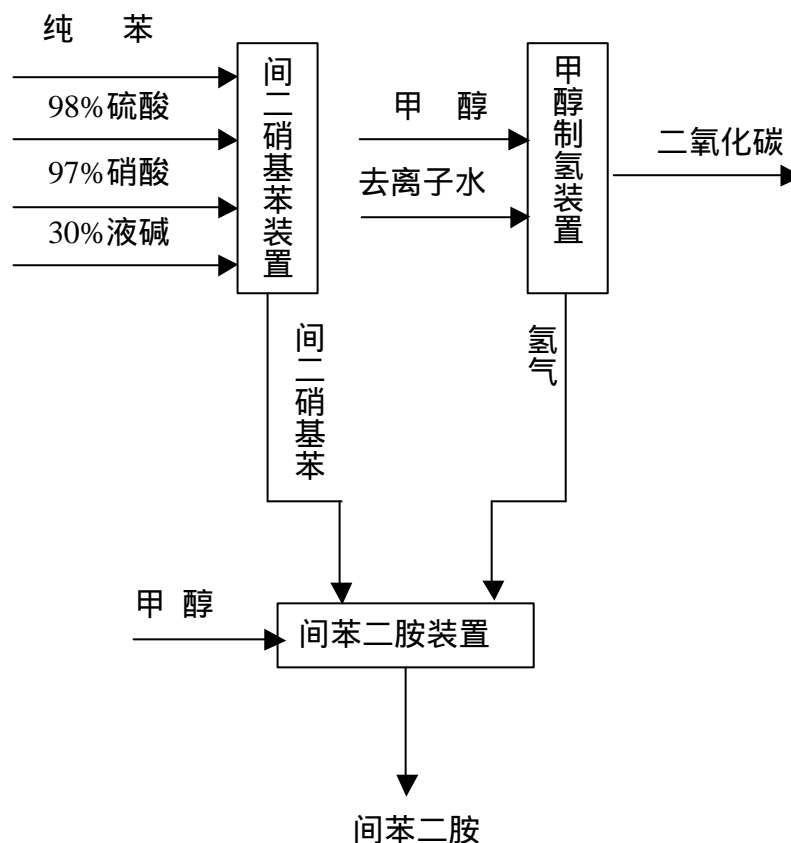 纯 苯
98%硫酸
97%硝酸
30%液碱
间二硝基苯装置
甲 醇
去离子水
甲醇制氢装置
二氧化碳
间二硝基苯
氢气
甲 醇
间苯二胺装置
间苯二胺